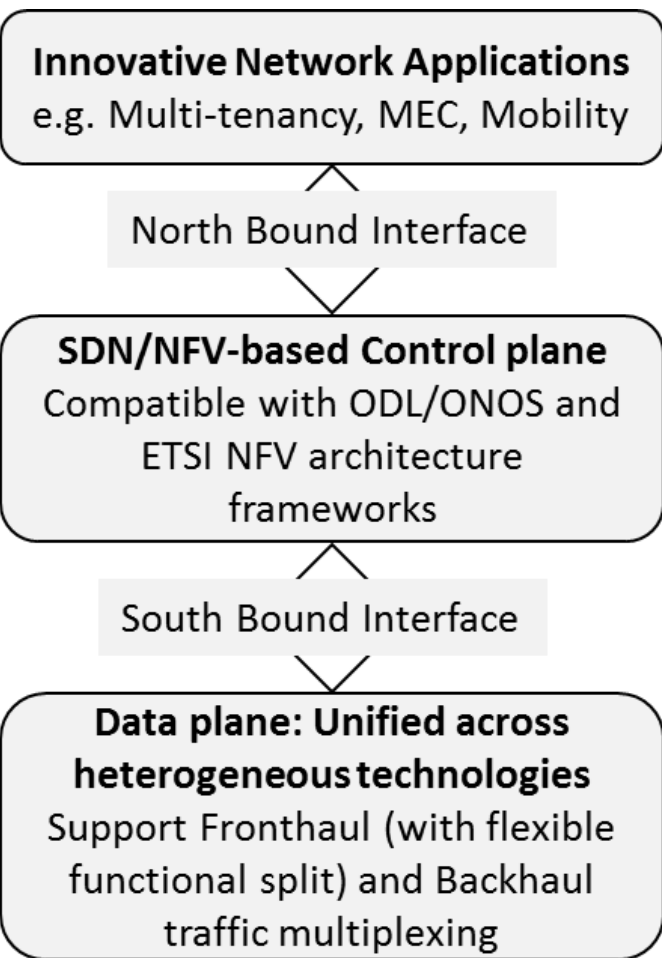 Innovative Network Applications
e.g. Multi-tenancy, MEC, Mobility
North Bound Interface
SDN/NFV-based Control plane
Compatible with ODL/ONOS and
ETSI NFV architecture
frameworks
South Bound Interface
Data plane: Unified across
heterogeneous technologies
Support Fronthaul (with flexible
functional split) and Backhaul
traffic multiplexing